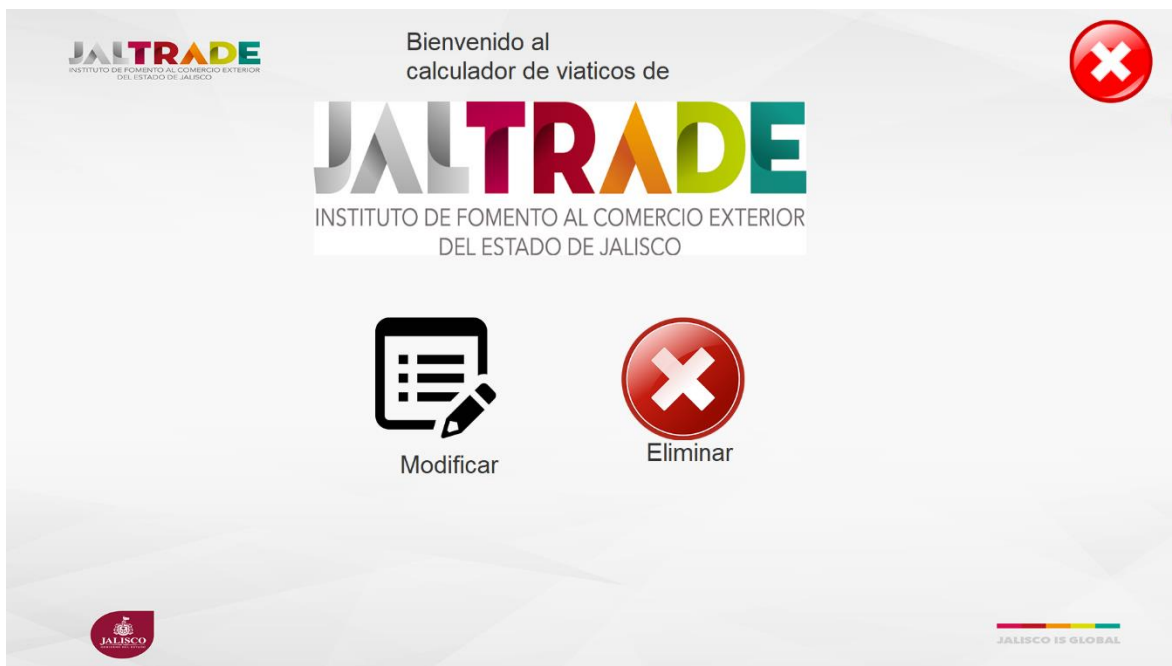 JALTRADE
INSTITUTO DE FOMENTO AL COMERCIO EXTERIOR
DEL ESTADO DE JALISCO
Bienvenido al
calculador de viaticos de
JALTRADE
INSTITUTO DE FOMENTO AL COMERCIO EXTERIOR
DEL ESTADO DE JALISCO
Modificar
Eliminar
JALISCO
JALISCO IS GLOBAL